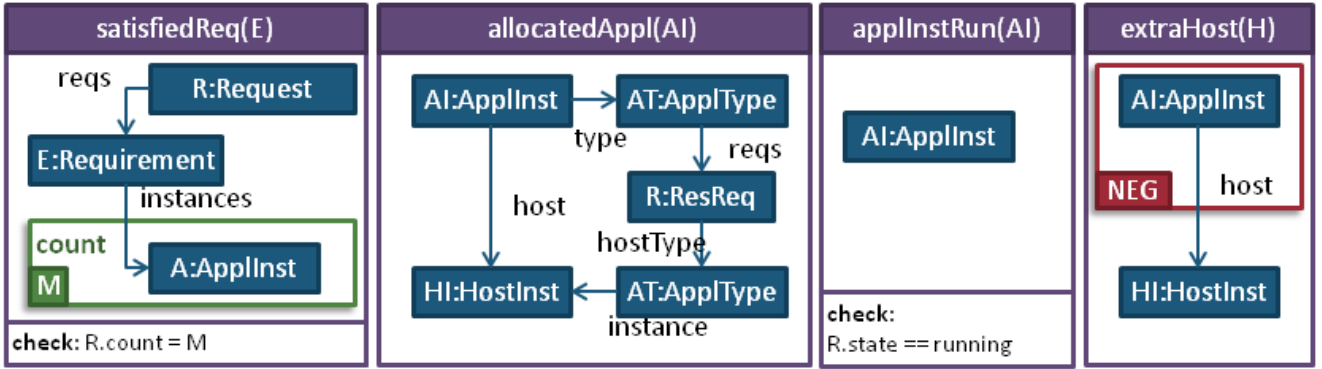 satisfiedReq(E)
reqs
R:Request
E:Requirement
instances
count
M
A:ApplInst
check: R.count = M
allocatedAppl(AI)
AI:ApplInst
AT:ApplType
type
reqs
R:ResReq
host
hostType
HI:HostInst
AT:ApplType
instance
applInstRun(AI)
AI:ApplInst
check:
R.state == running
extraHost(H)
AI:ApplInst
NEG
host
HI:HostInst